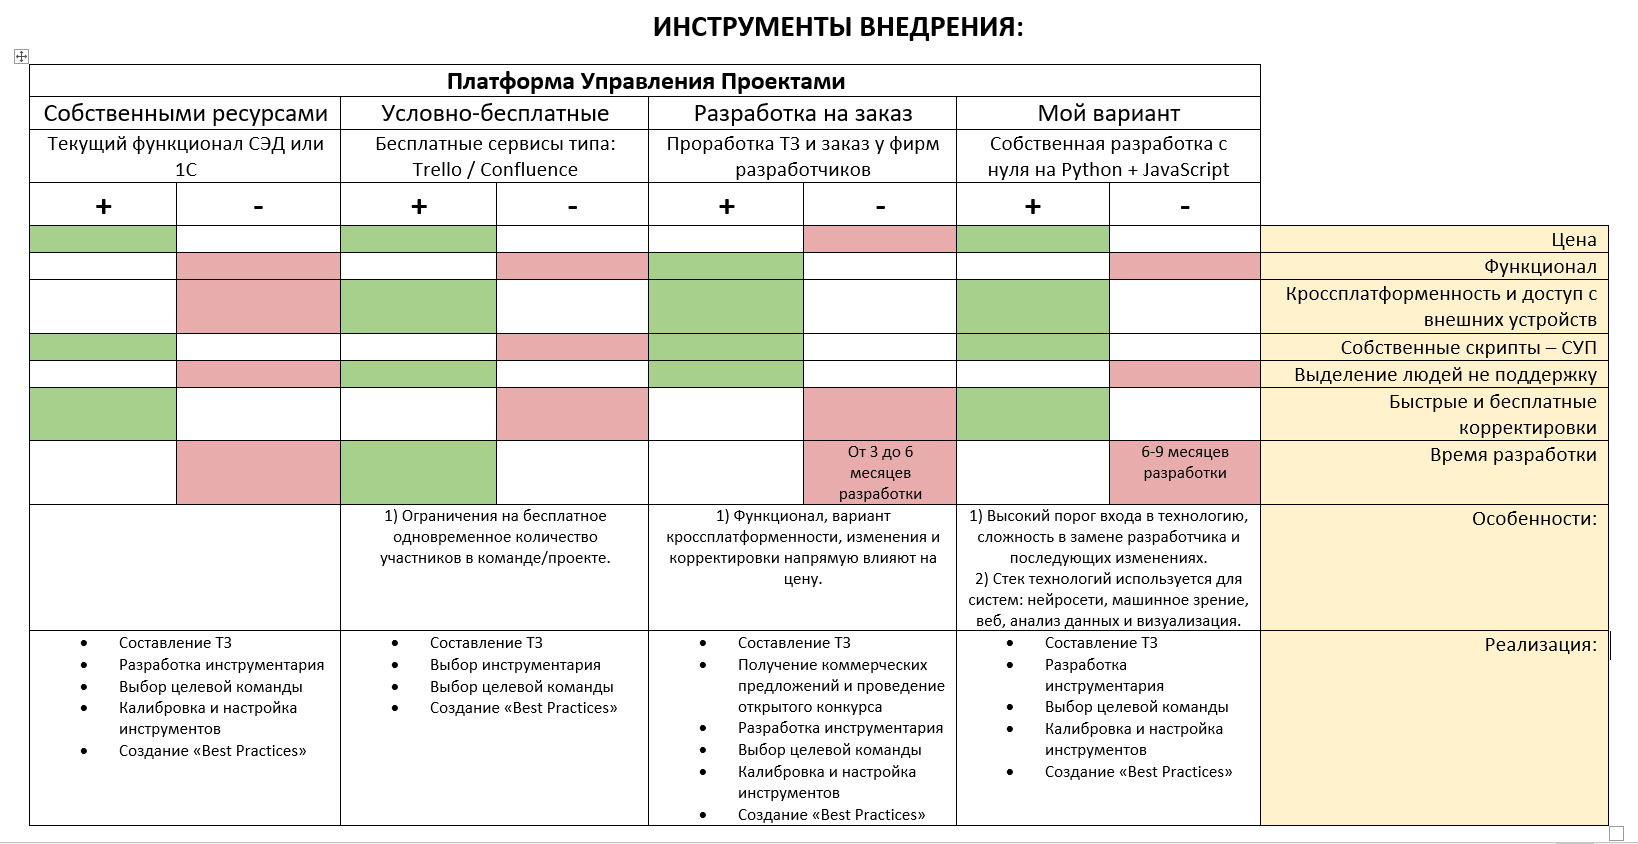 ИНСТРУМЕНТЫ ВНЕДРЕНИЯ:
Платформа Управления Проектами
Собственными ресурсами
Условно-бесплатные
Разработка на заказ
Мой вариант
Текущий функционал СЭД или
1С
Бесплатные сервисы типа:
Trello / Confluence
Проработка ТЗ и заказ у фирм
разработчиков
Собственная разработка с
нуля на Python + JavaScript
+
-
+
-
+
-
+
-
Цена
Функционал
Кроссплатформенность и доступ с
внешних устройств
Собственные скрипты – СУП
Выделение людей не поддержку
Быстрые и бесплатные
корректировки
От 3 до 6
месяцев
разработки
6-9 месяцев
разработки
Время разработки
1) Ограничения на бесплатное
одновременное количество
участников в команде/проекте.
1) Функционал, вариант
кроссплатформенности, изменения и
корректировки напрямую влияют на
цену.
1) Высокий порог входа в технологию,
сложность в замене разработчика и
последующих изменениях.
2) Стек технологий используется для
систем: нейросети, машинное зрение,
веб, анализ данных и визуализация.
Особенности:
• Составление ТЗ
• Разработка инструментария
• Выбор целевой команды
• Калибровка и настройка
инструментов
• Создание «Best Practices»
• Составление ТЗ
• Выбор инструментария
• Выбор целевой команды
• Создание «Best Practices»
• Составление ТЗ
• Получение коммерческих
предложений и проведение
открытого конкурса
• Разработка инструментария
• Выбор целевой команды
• Калибровка и настройка
инструментов
• Создание «Best Practices»
• Составление ТЗ
• Разработка
инструментария
• Выбор целевой команды
• Калибровка и настройка
инструментов
• Создание «Best Practices»
Реализация: